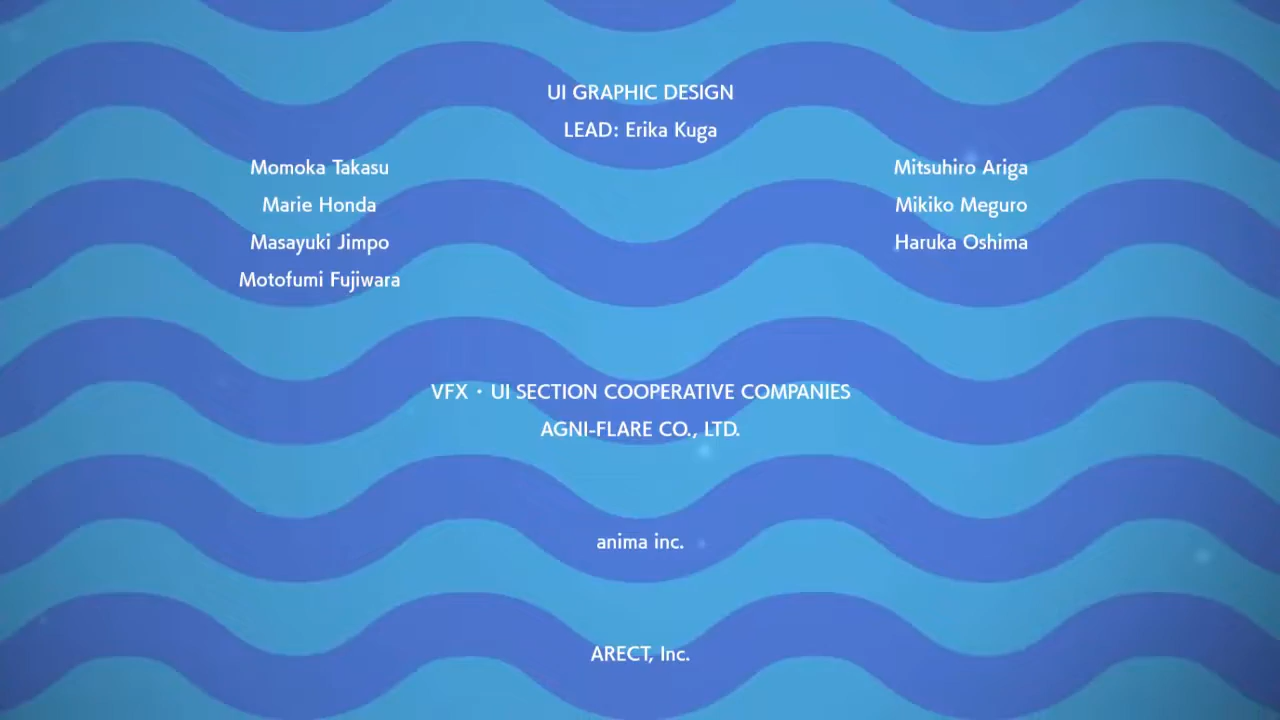 UI GRAPHIC DESIGN
LEAD: Erika Kuga
Momoka Takasu Mitsuhiro Ariga
Marie Honda Mikiko Meguro
Masayuki Jimpo Haruka Oshima
Motofumi Fujiwara
VFX・UI SECTION COOPERATIVE COMPANIES
AGNI-FLARE CO., LTD.
anima inc.
ARECT, Inc.